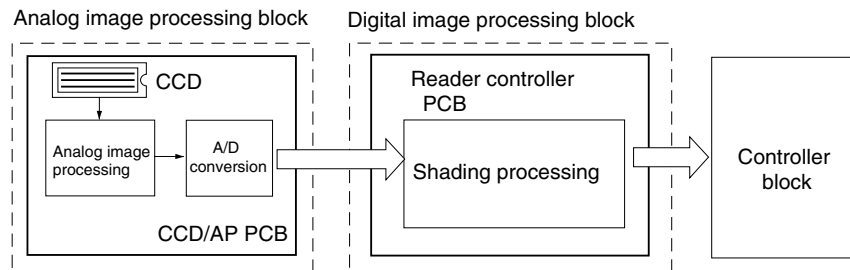 Analog image processing block
Digital image processing block
CCD
Analog image
processing
A/D
conversion
CCD/AP PCB
Reader controller
PCB
Shading processing
Controller
block